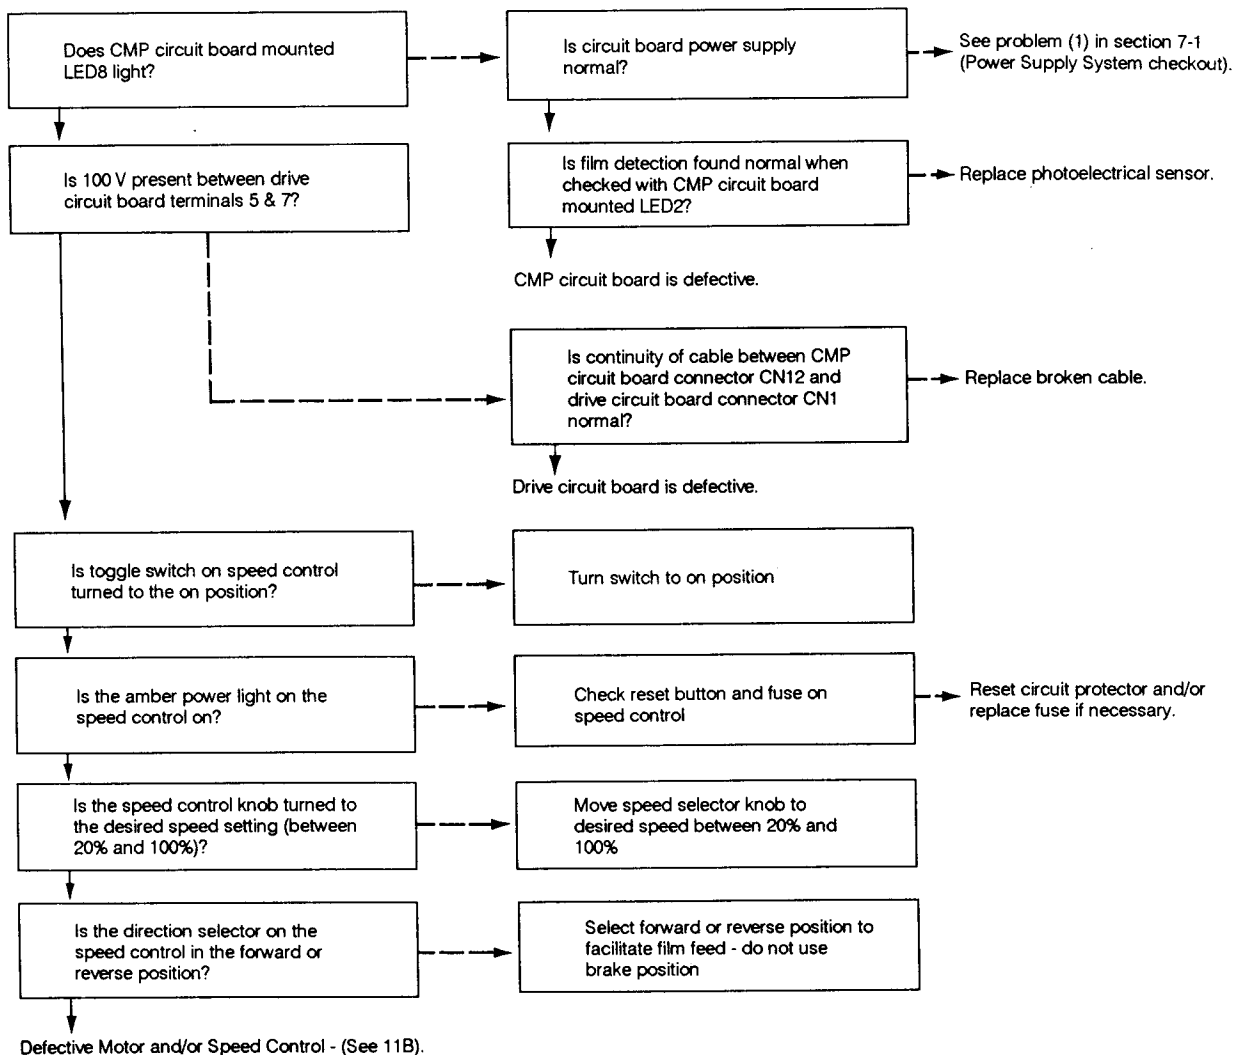 Does CMP circuit board mounted
LED8 light?
Is circuit board power supply
normal?
See problem (1) in section 7-1
(Power Supply System checkout).
Is 100 V present between drive
circuit board terminals 5 & 7?
Is film detection found normal when
checked with CMP circuit board
mounted LED2?
Replace photoelectrical sensor.
CMP circuit board is defective.
Is continuity of cable between CMP
circuit board connector CN12 and
drive circuit board connector CN1
normal?
Replace broken cable.
Drive circuit board is defective.
Is toggle switch on speed control
turned to the on position?
Turn switch to on position
Is the amber power light on the
speed control on?
Check reset button and fuse on
speed control
Reset circuit protector and/or
replace fuse if necessary.
Is the speed control knob turned to
the desired speed setting (between
20% and 100%)?
Move speed selector knob to
desired speed between 20% and
100%
Is the direction selector on the
speed control in the forward or
reverse position?
Select forward or reverse position to
facilitate film feed - do not use
brake position
Defective Motor and/or Speed Control - (See 11B).